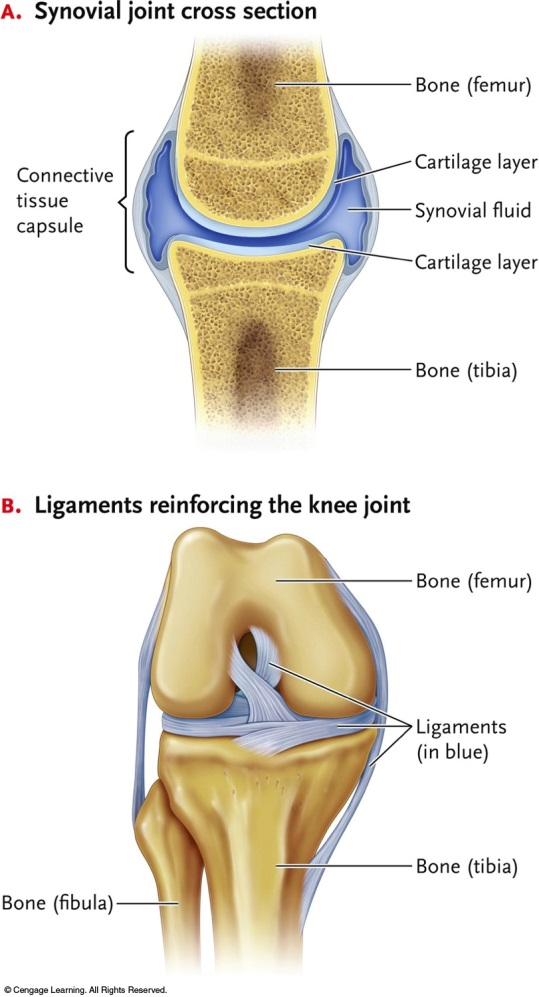 A. Synovial joint cross section
Bone (femur)
Cartilage layer
Connective
tissue
capsule
Synovial fluid
Cartilage layer
Bone (tibia)
B. Ligaments reinforcing the knee joint
Bone (femur)
Ligaments
(in blue)
Bone (tibia)
Bone (fibula)
© Cengage Learning. All Rights Reserved.